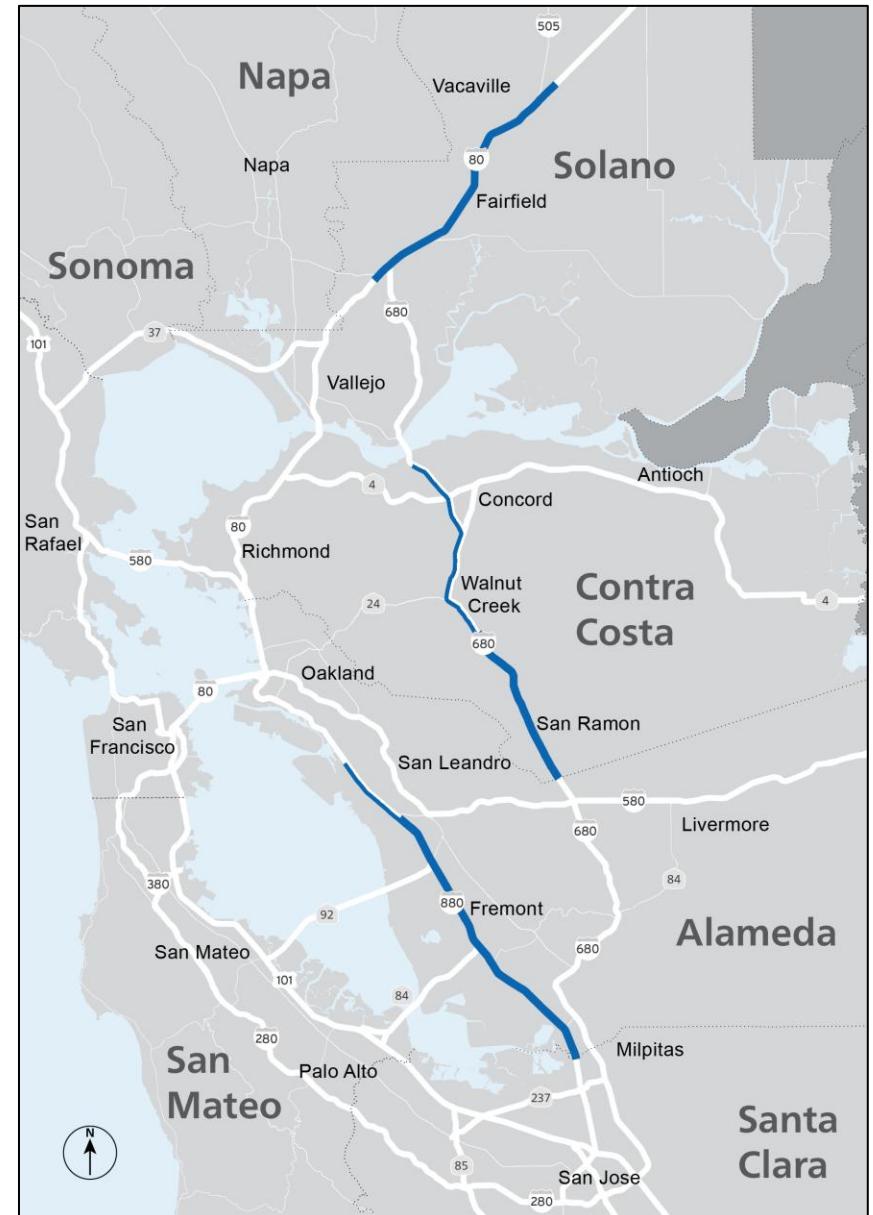 505
Napa
Vacaville
Napa
80
Solano
Fairfield
Sonoma
680
37
101
Vallejo
Antioch
4
Concord
San
Rafael
80
Richmond
580
Walnut
Creek
Contra
Costa
24
4
680
Oakland
80
San Ramon
San
Francisco
San Leandro
580
680
Livermore
380
84
880
Fremont
92
Alameda
San Mateo
680
101
84
280
Milpitas
San
Mateo
Palo Alto
237
Santa
Clara
N
85
San Jose
280